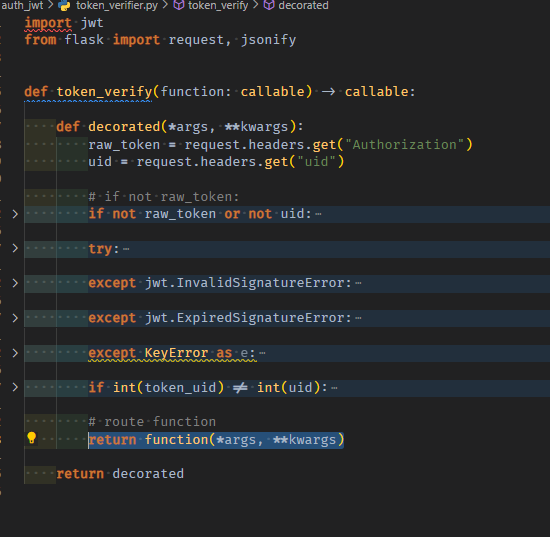 auth_jwt > token_verifier.py > token_verify > decorated
import jwt
from flask import request, jsonify
def token_verify(function: callable) -> callable:
def decorated(*args, **kwargs):
raw_token = request.headers.get("Authorization")
uid = request.headers.get("uid")
# if not raw_token:
if not raw_token or not uid:
try:
except jwt.InvalidSignatureError:
except jwt.ExpiredSignatureError:
except KeyError as e:
if int(token_uid) != int(uid):
# route function
return function(*args, **kwargs)
return decorated